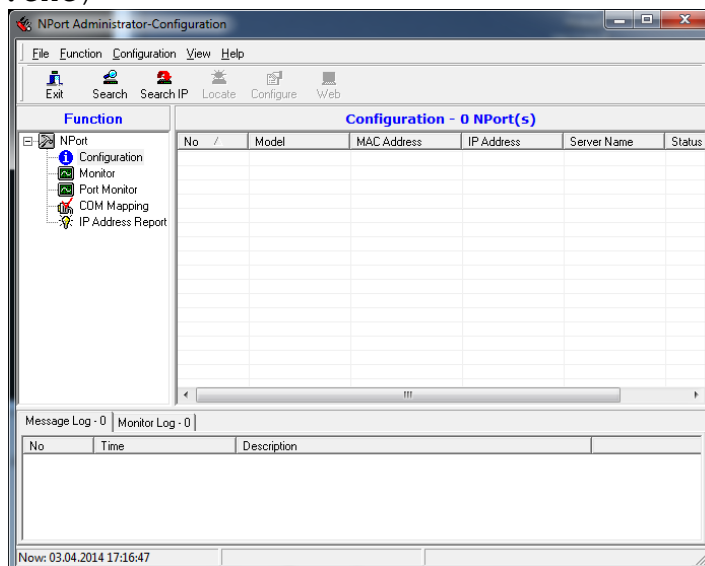 NPort Administrator-Configuration
File Function Configuration View Help
Exit Search Search IP Locate Configure Web
Function
Configuration - 0 NPort(s)
NPort
Configuration
Monitor
Port Monitor
COM Mapping
IP Address Report
No / Model MAC Address IP Address Server Name Status
Message Log - 0 Monitor Log - 0
No Time Description
Now: 03.04.2014 17:16:47